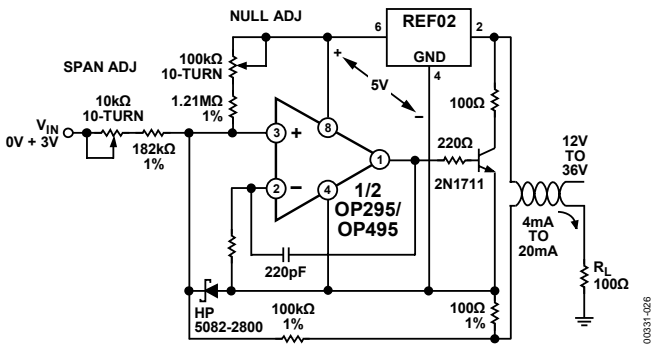 NULL ADJ
REF02
6
2
GND
4
SPAN ADJ
100kΩ
10-TURN
+
5V
−
10kΩ
10-TURN
1.21MΩ
1%
100Ω
VIN
0V + 3V
182kΩ
1%
3
+
8
1
220Ω
2N1711
12V
TO
36V
2
−
4
1/2
OP295/
OP495
220pF
4mA
TO
20mA
RL
100Ω
HP
5082-2800
100kΩ
1%
100Ω
1%
00331-026